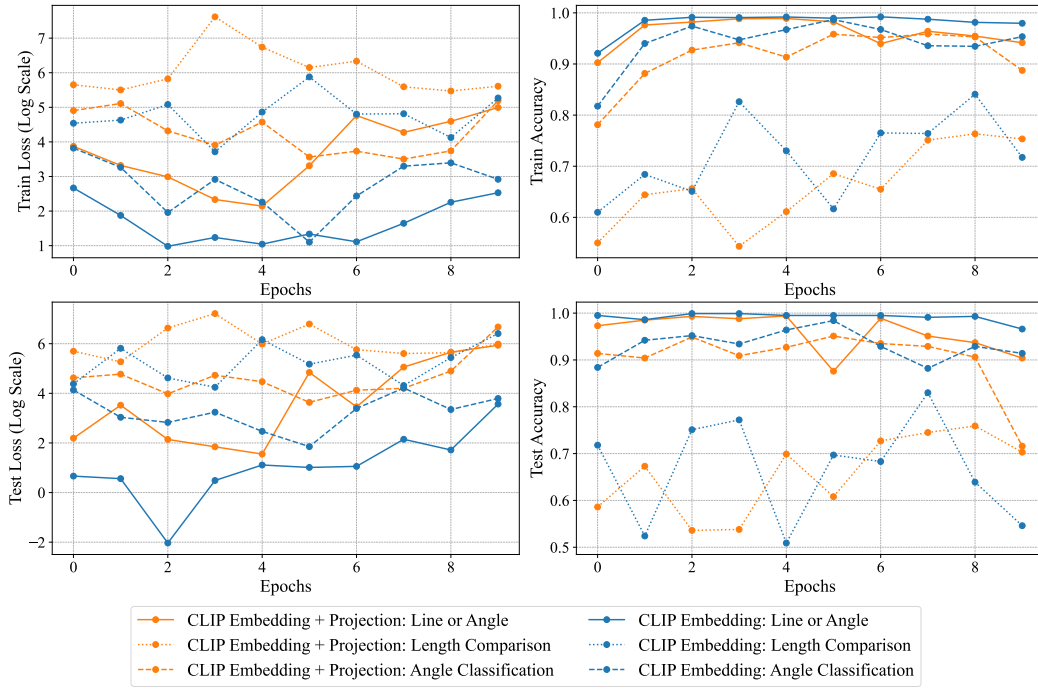 7
6
5
4
3
2
1
0 2 4 6 8
Train Loss (Log Scale)
Epochs
1.0
0.9
0.8
0.7
0.6
0 2 4 6 8
Train Accuracy
Epochs
6
4
2
0
−2
0 2 4 6 8
Test Loss (Log Scale)
Epochs
1.0
0.9
0.8
0.7
0.6
0.5
0 2 4 6 8
Test Accuracy
Epochs
CLIP Embedding + Projection: Line or Angle
CLIP Embedding + Projection: Length Comparison
CLIP Embedding + Projection: Angle Classification
CLIP Embedding: Line or Angle
CLIP Embedding: Length Comparison
CLIP Embedding: Angle Classification